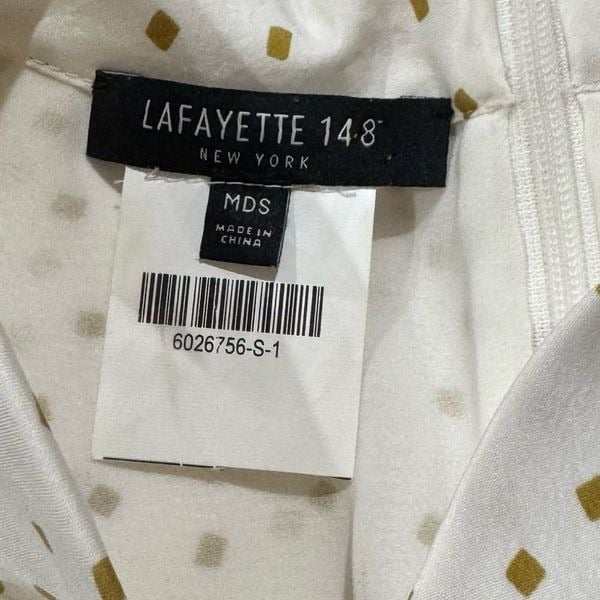 LAFAYETTE 148
NEW YORK
MDS
MADE IN
CHINA
6026756-S-1